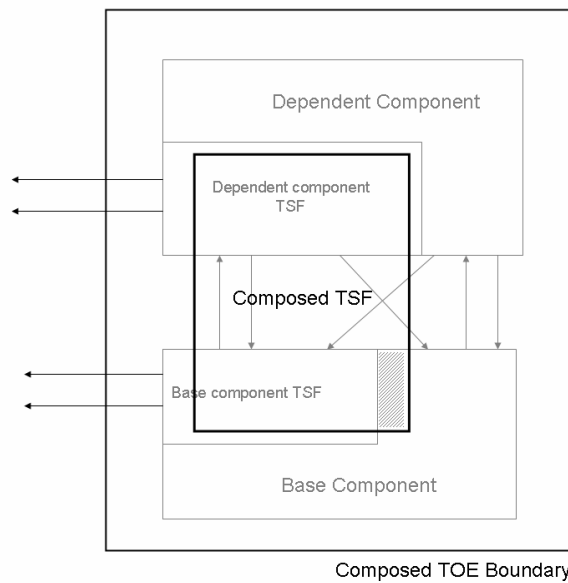 Dependent Component
Dependent component
TSF
Composed TSF
Base component TSF
Base Component
Composed TOE Boundary